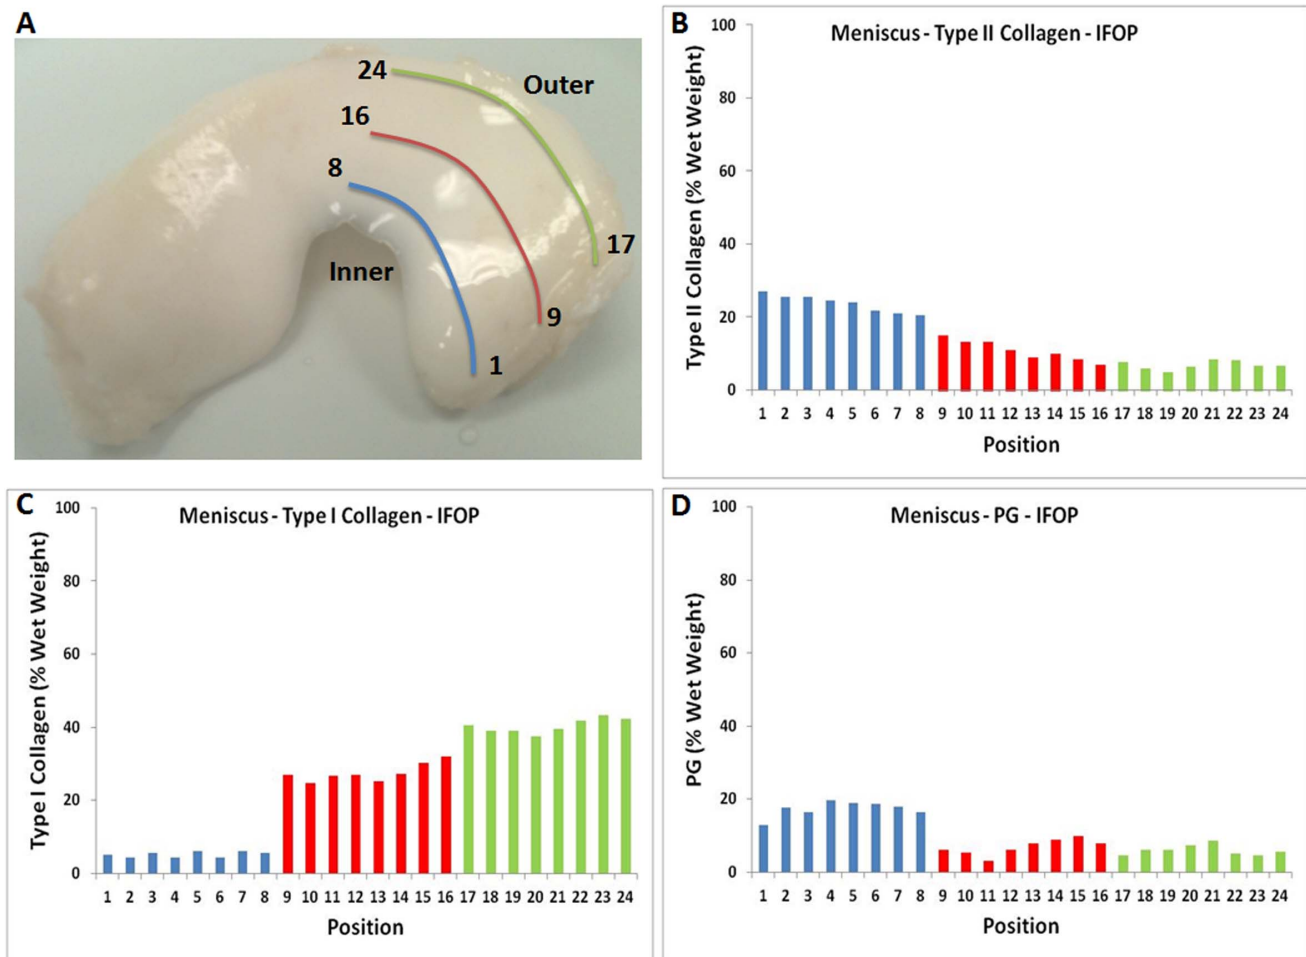 A
24
Outer
16
8
17
Inner
9
1
B
Meniscus - Type II Collagen - IFOP
Type II Collagen (% Wet Weight)
100
80
60
40
20
0
1 2 3 4 5 6 7 8 9 10 11 12 13 14 15 16 17 18 19 20 21 22 23 24
Position
C
Meniscus - Type I Collagen - IFOP
Type I Collagen (% Wet Weight)
100
80
60
40
20
0
1 2 3 4 5 6 7 8 9 10 11 12 13 14 15 16 17 18 19 20 21 22 23 24
Position
D
Meniscus - PG - IFOP
PG (% Wet Weight)
100
80
60
40
20
0
1 2 3 4 5 6 7 8 9 10 11 12 13 14 15 16 17 18 19 20 21 22 23 24
Position